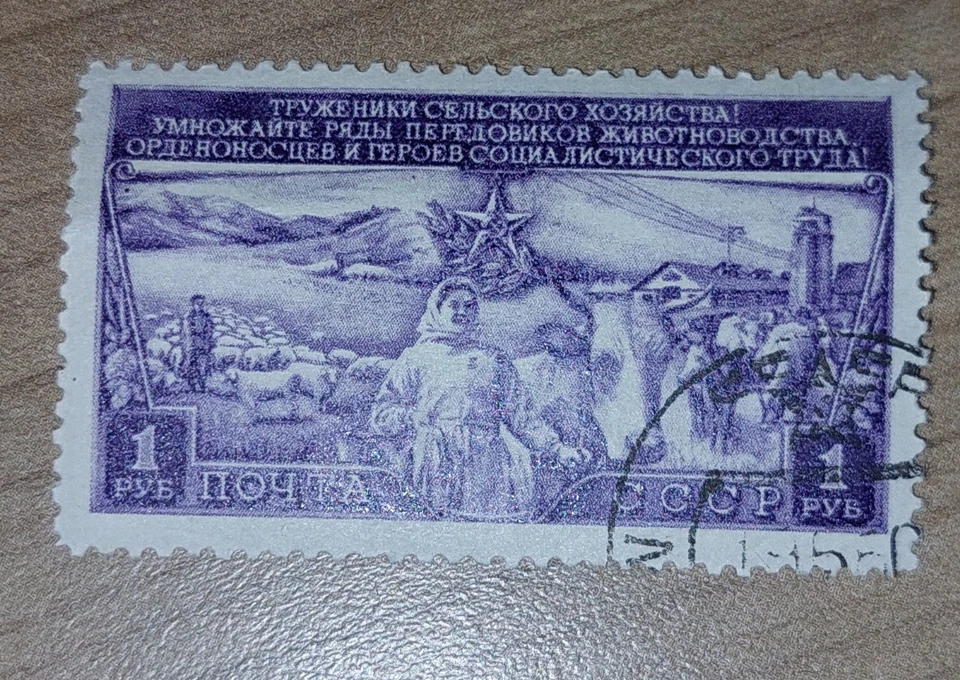 ТРУЖЕНИКИ СЕЛЬСКОГО ХОЗЯЙСТВА!
УМНОЖАЙТЕ РЯДЫ ПЕРЕДОВИКОВ ЖИВОТНОВОДСТВА,
ОРДЕНОНОСЦЕВ И ГЕРОЕВ СОЦИАЛИСТИЧЕСКОГО ТРУДА!
1 РУБ ПОЧТА СССР 1 РУБ